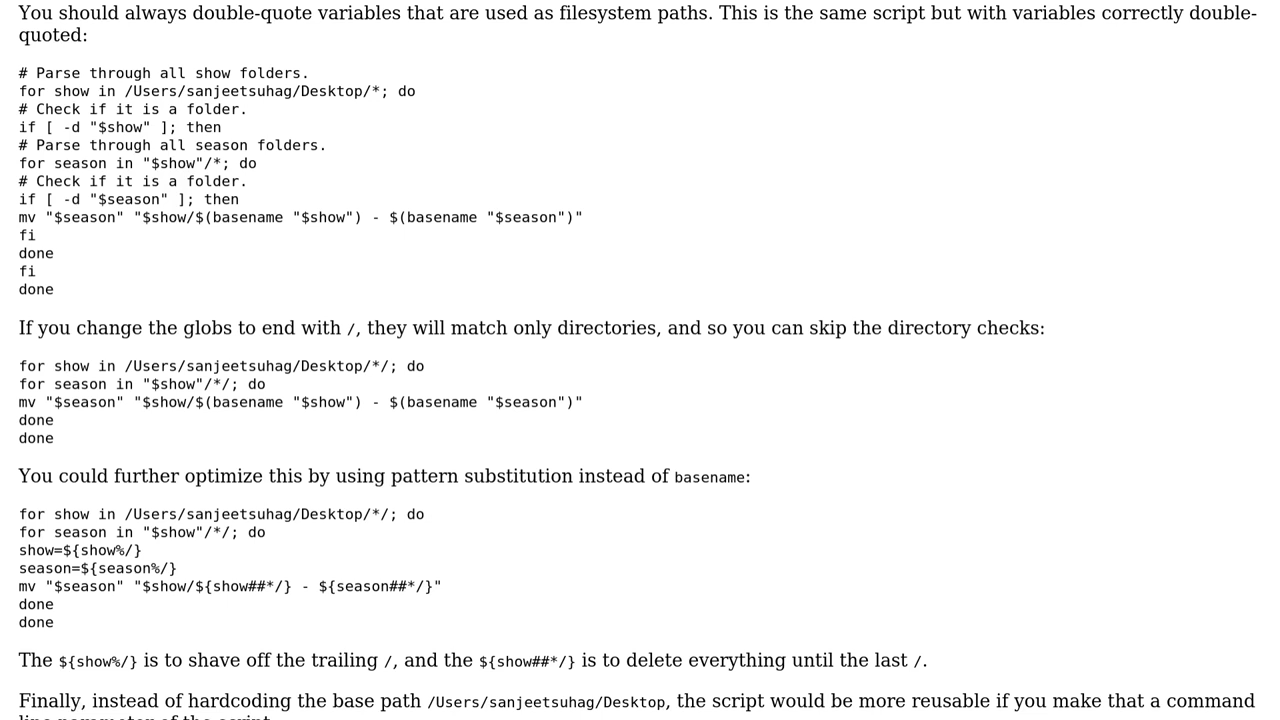 You should always double-quote variables that are used as filesystem paths. This is the same script but with variables correctly double-
quoted:
# Parse through all show folders.
for show in /Users/sanjeetsuhag/Desktop/*; do
# Check if it is a folder.
if [ -d "$show" ]; then
# Parse through all season folders.
for season in "$show"/*; do
# Check if it is a folder.
if [ -d "$season" ]; then
mv "$season" "$show/$(basename "$show") - $(basename "$season")"
fi
done
fi
done
If you change the globs to end with /, they will match only directories, and so you can skip the directory checks:
for show in /Users/sanjeetsuhag/Desktop/*/; do
for season in "$show"/*/; do
mv "$season" "$show/$(basename "$show") - $(basename "$season")"
done
done
You could further optimize this by using pattern substitution instead of basename:
for show in /Users/sanjeetsuhag/Desktop/*/; do
for season in "$show"/*/; do
show=${show%/}
season=${season%/}
mv "$season" "$show/${show##*/} - ${season##*/}"
done
done
The ${show%/} is to shave off the trailing /, and the ${show##*/} is to delete everything until the last /.
Finally, instead of hardcoding the base path /Users/sanjeetsuhag/Desktop, the script would be more reusable if you make that a command
line parameter of the script